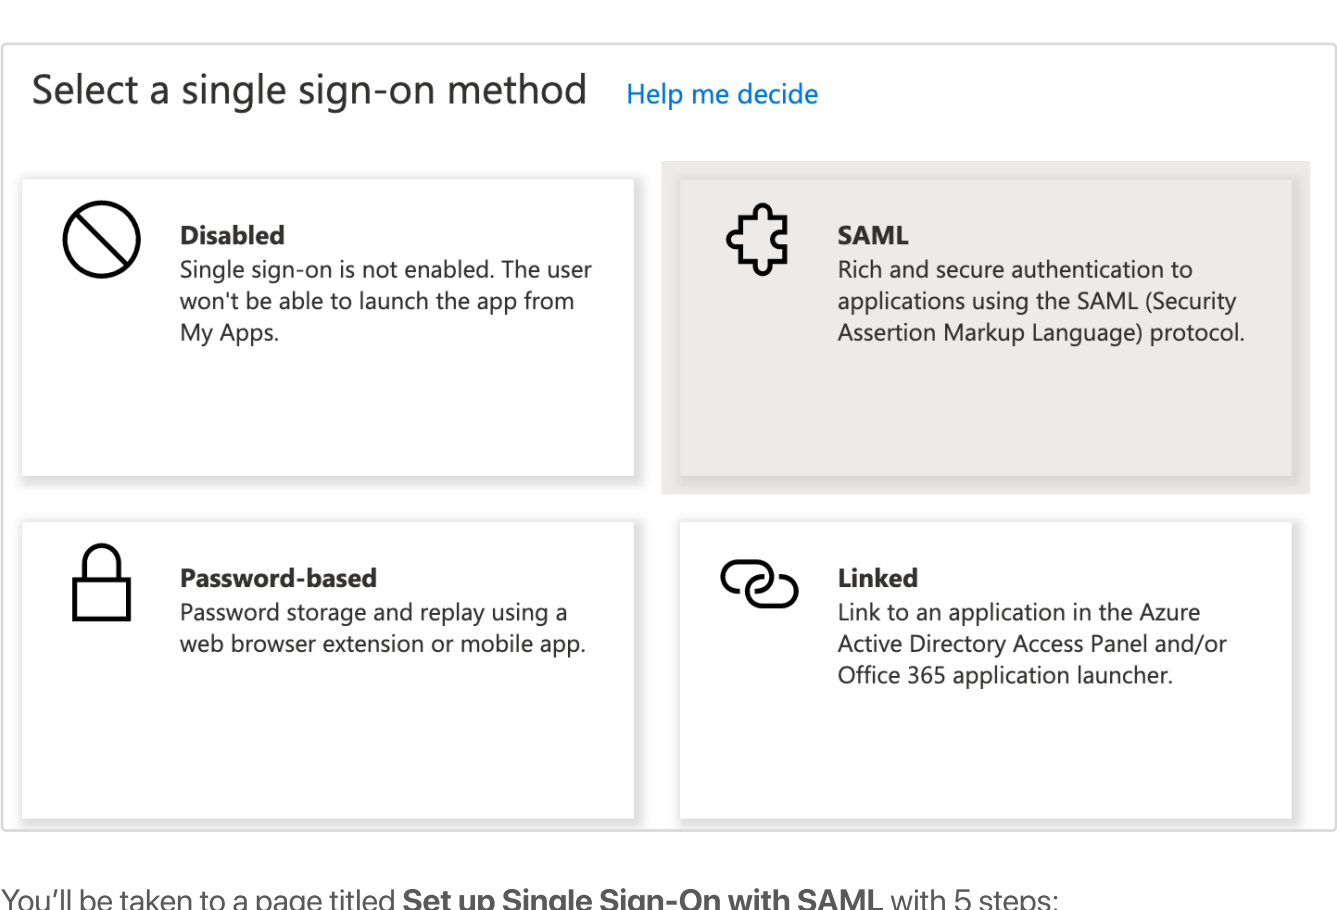 Select a single sign-on method Help me decide
Disabled
Single sign-on is not enabled. The user
won't be able to launch the app from
My Apps.
SAML
Rich and secure authentication to
applications using the SAML (Security
Assertion Markup Language) protocol.
Password-based
Password storage and replay using a
web browser extension or mobile app.
Linked
Link to an application in the Azure
Active Directory Access Panel and/or
Office 365 application launcher.
You’ll be taken to a page titled Set up Single Sign-On with SAML with 5 steps: